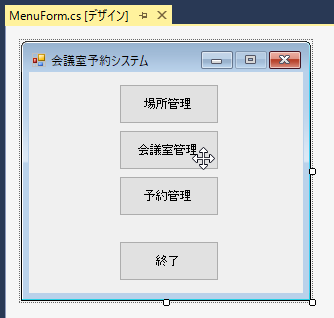 MenuForm.cs [デザイン]
会議室予約システム
場所管理
会議室管理
予約管理
終了